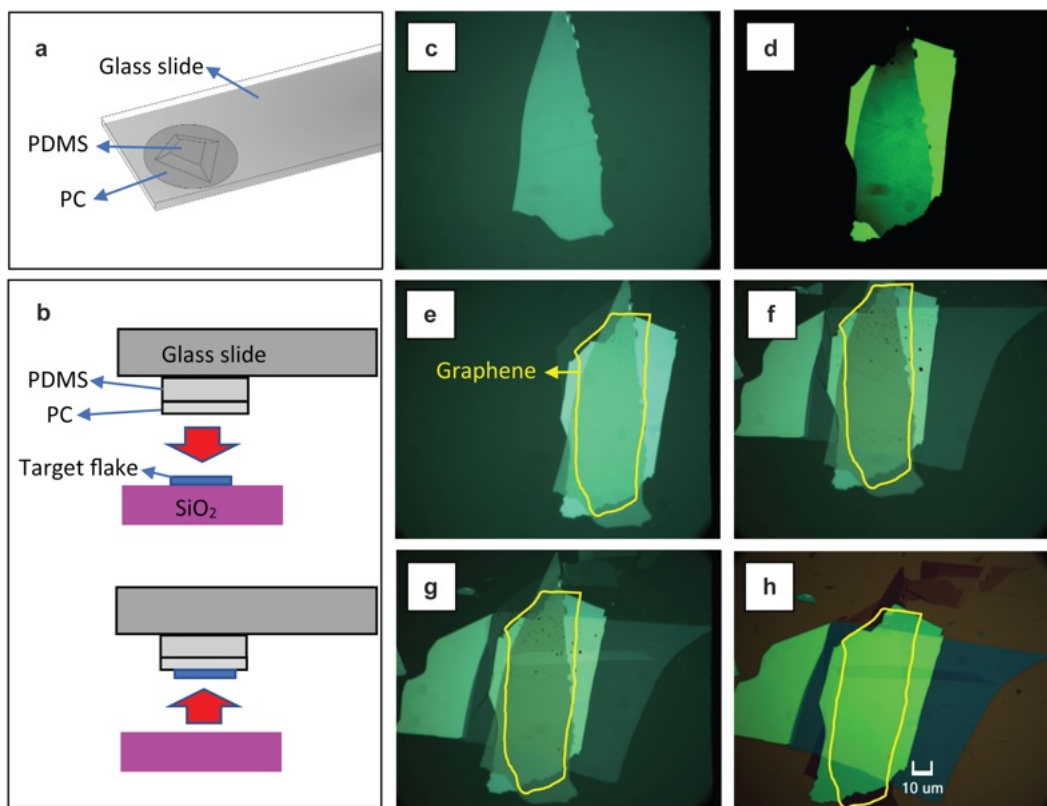 a
Glass slide
PDMS
PC
b
Glass slide
PDMS
PC
Target flake
SiO₂
c
d
e
Graphene
f
g
h
10 um